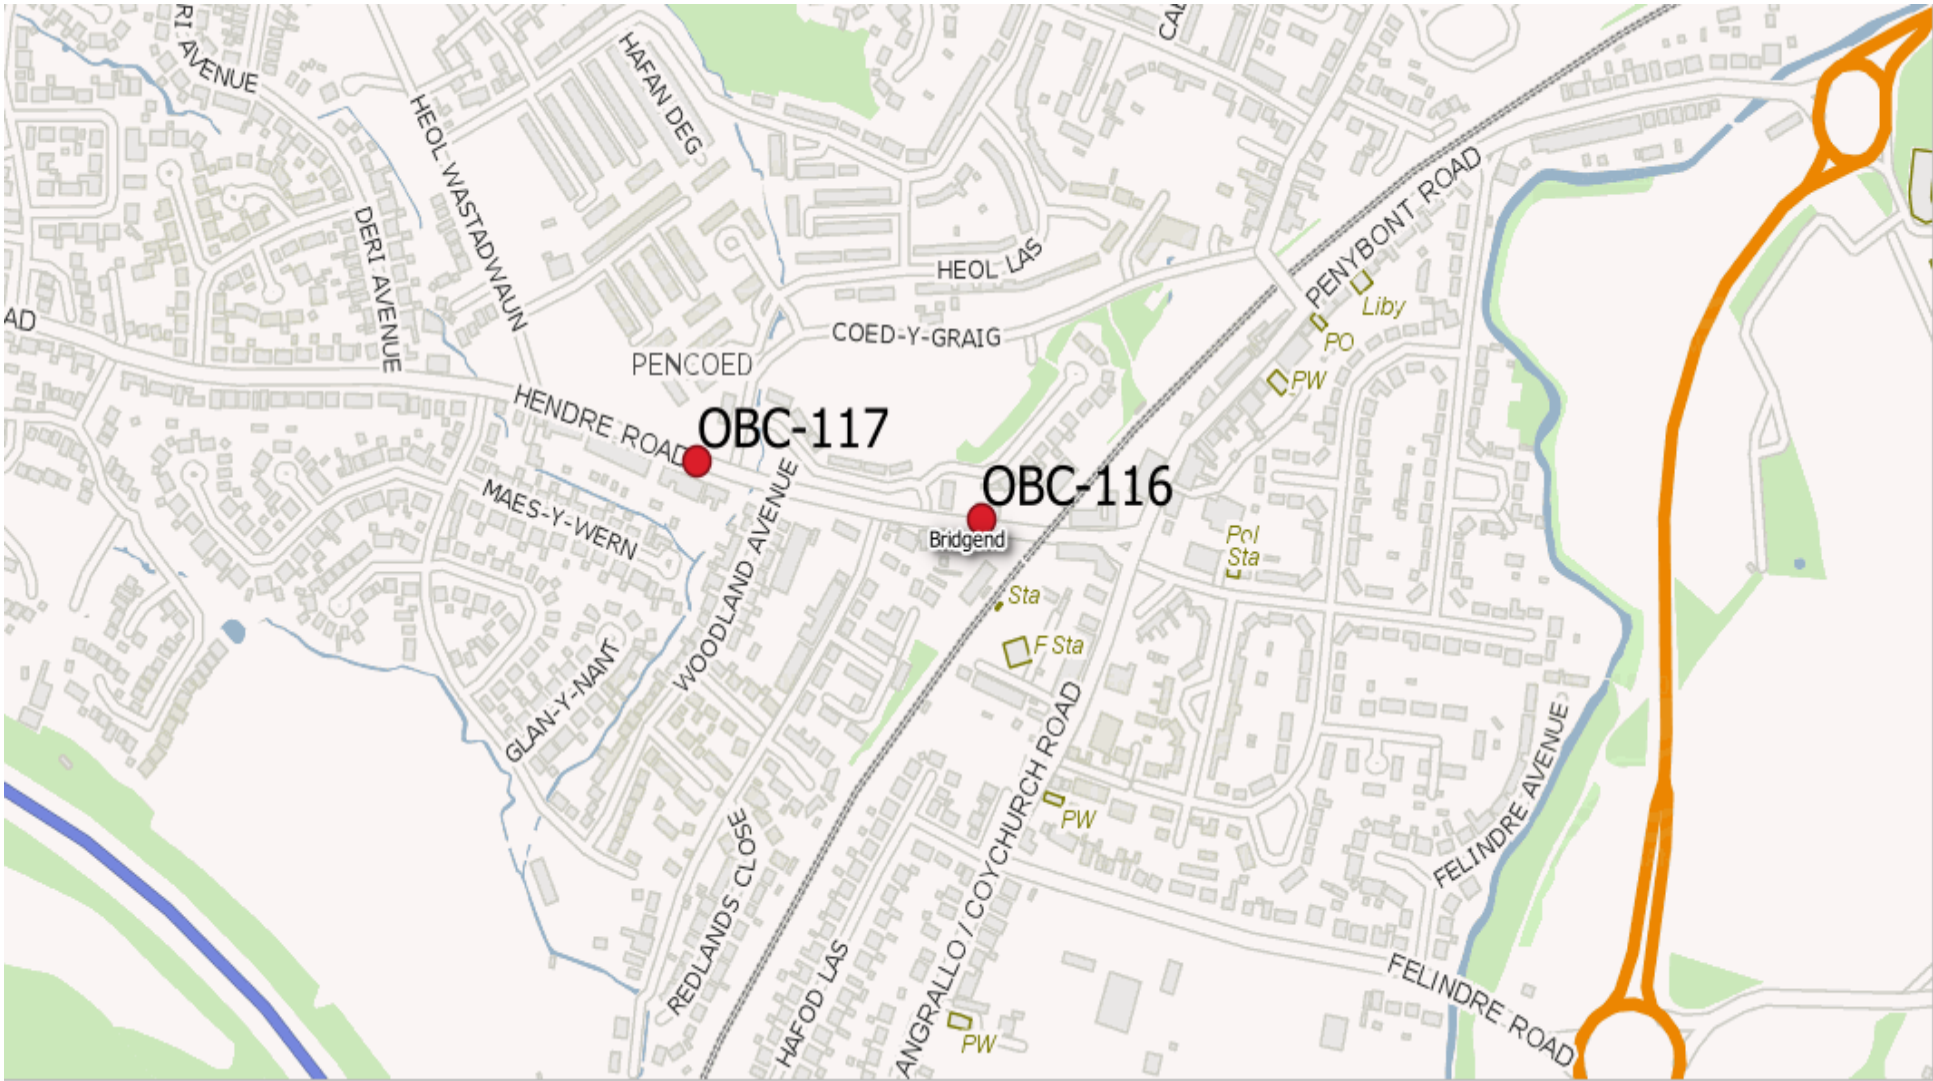 RI AVENUE
HAFAN DEG
CAE
HEOL WASTADWAUN
PENYBONT ROAD
DERI AVENUE
HEOL LAS
Liby
AD
COED-Y-GRAIG
PO
PENCOED
PW
HENDRE ROAD
OBC-117
OBC-116
MAES-Y-WERN
WOODLAND AVENUE
Bridgend
Pol
Sta
Sta
F Sta
GLAN-Y-NANT
ANGRALLO / COYCHURCH ROAD
FELINDRE AVENUE
PW
REDLANDS CLOSE
HAFOD LAS
FELINDRE ROAD
PW